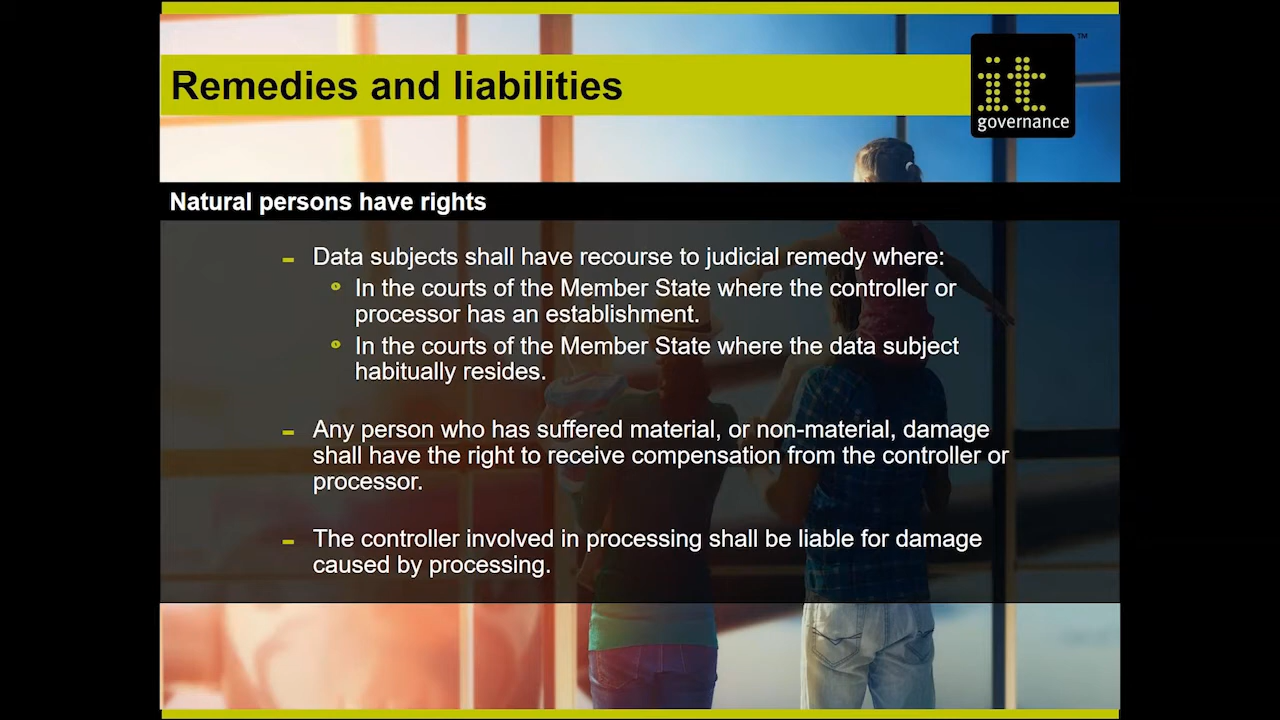 Remedies and liabilities
it
governance
TM
Natural persons have rights
Data subjects shall have recourse to judicial remedy where:
In the courts of the Member State where the controller or
processor has an establishment.
In the courts of the Member State where the data subject
habitually resides.
Any person who has suffered material, or non-material, damage
shall have the right to receive compensation from the controller or
processor.
The controller involved in processing shall be liable for damage
caused by processing.